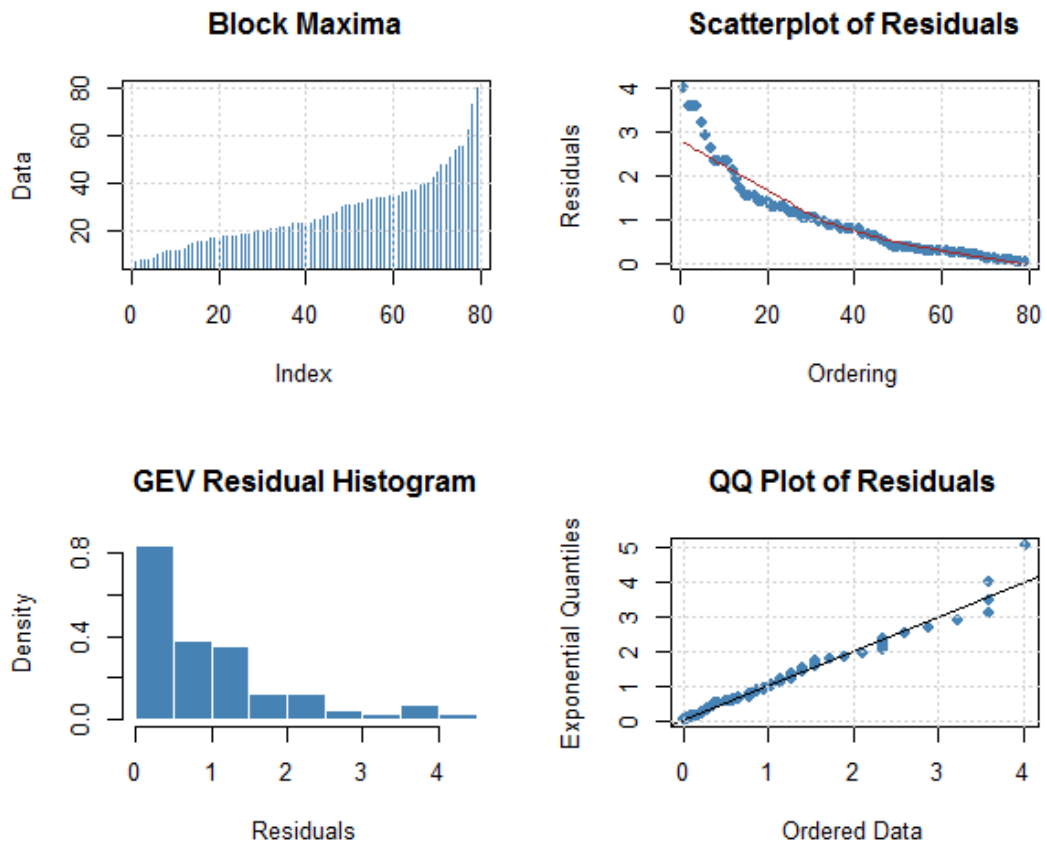 Block Maxima
Data
80
60
40
20
0 20 40 60 80
Index
Scatterplot of Residuals
Residuals
4
3
2
1
0
0 20 40 60 80
Ordering
GEV Residual Histogram
Density
0.8
0.4
0.0
0 1 2 3 4
Residuals
QQ Plot of Residuals
Exponential Quantiles
5
4
3
2
1
0
0 1 2 3 4
Ordered Data